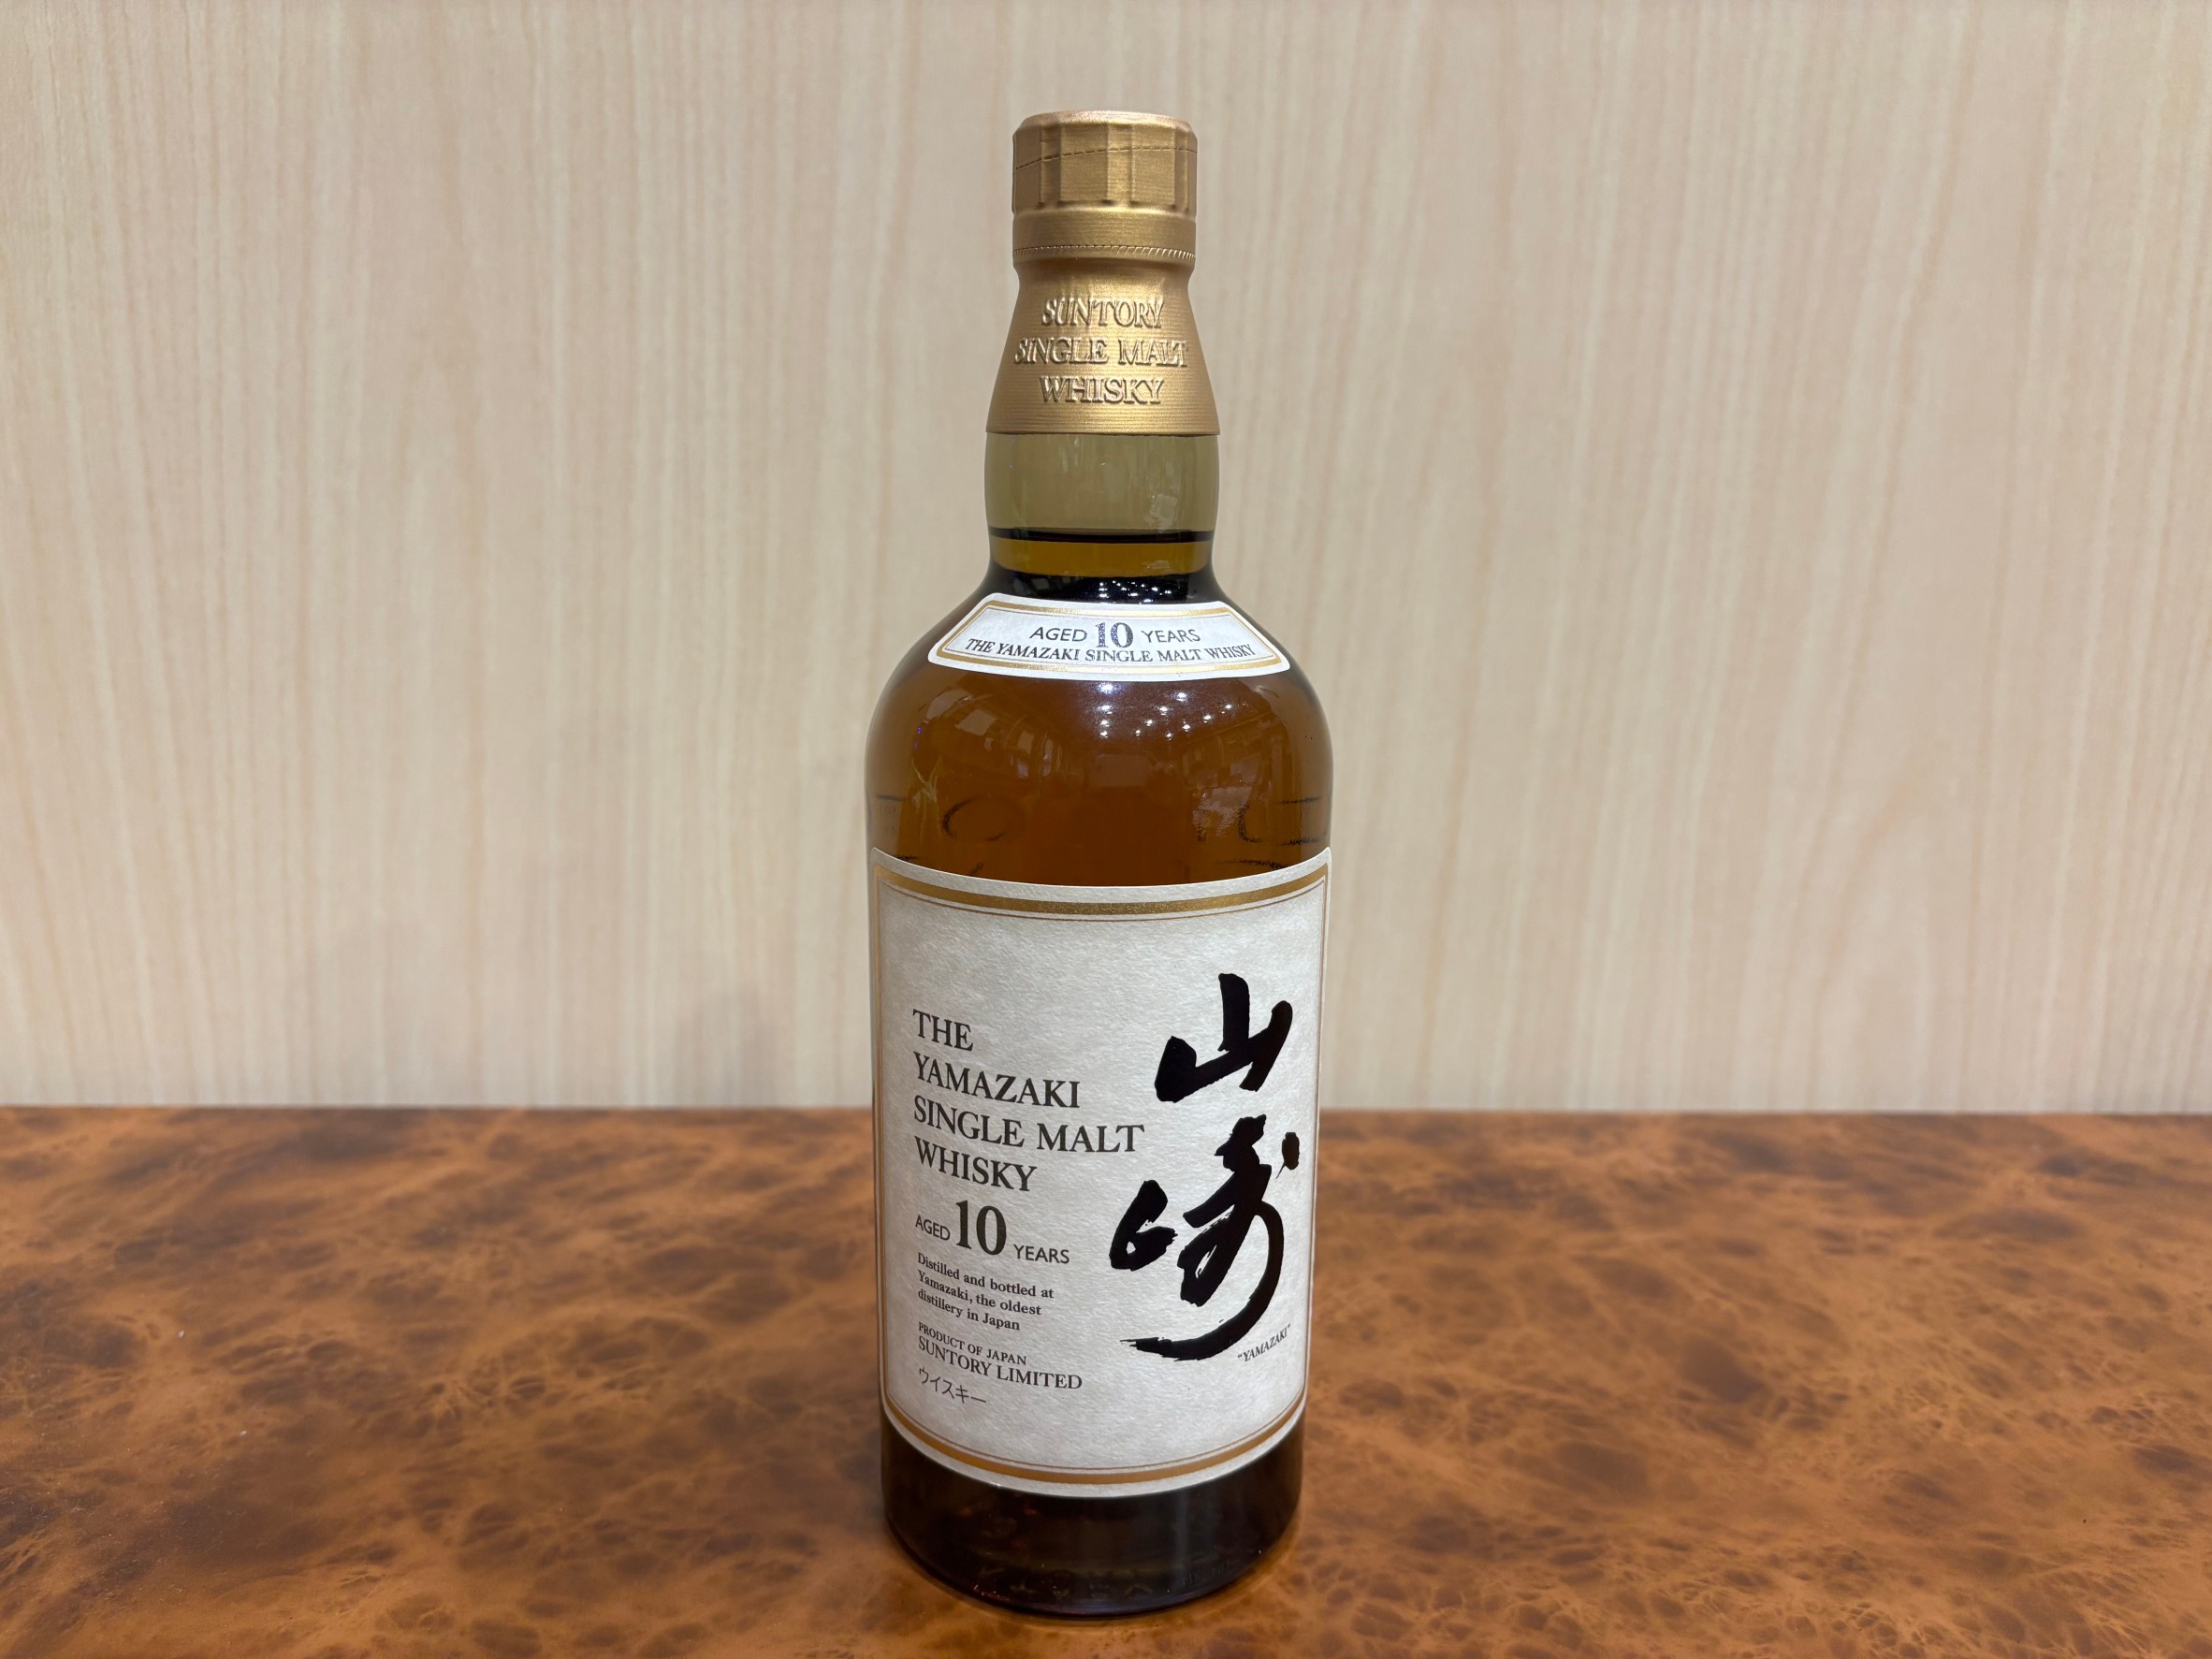 SUNTORY
SINGLE MALT
WHISKY
AGED 10 YEARS
THE YAMAZAKI SINGLE MALT WHISKY
THE
YAMAZAKI
SINGLE MALT
WHISKY
AGED 10 YEARS
Distilled and bottled at
Yamazaki, the oldest
distillery in Japan
PRODUCT OF JAPAN
SUNTORY LIMITED
ウイスキー
山崎
"YAMAZAKI"